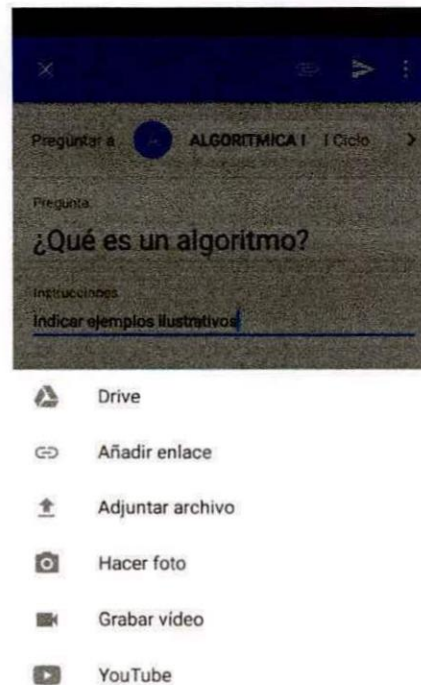 Preguntar a ALGORITMICA I I Ciclo
Pregunta
¿Qué es un algoritmo?
Instrucciones
Indicar ejemplos ilustrativos
Drive
Añadir enlace
Adjuntar archivo
Hacer foto
Grabar vídeo
YouTube